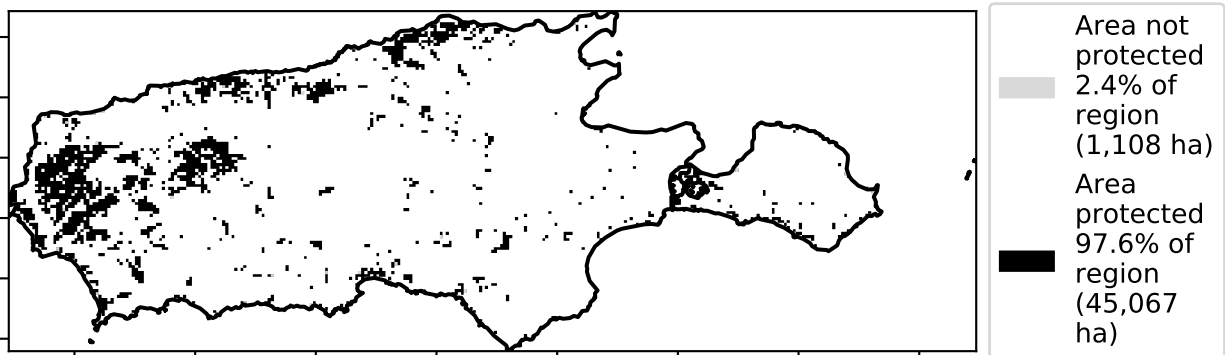 Area not
protected
2.4% of
region
(1,108 ha)
Area
protected
97.6% of
region
(45,067
ha)